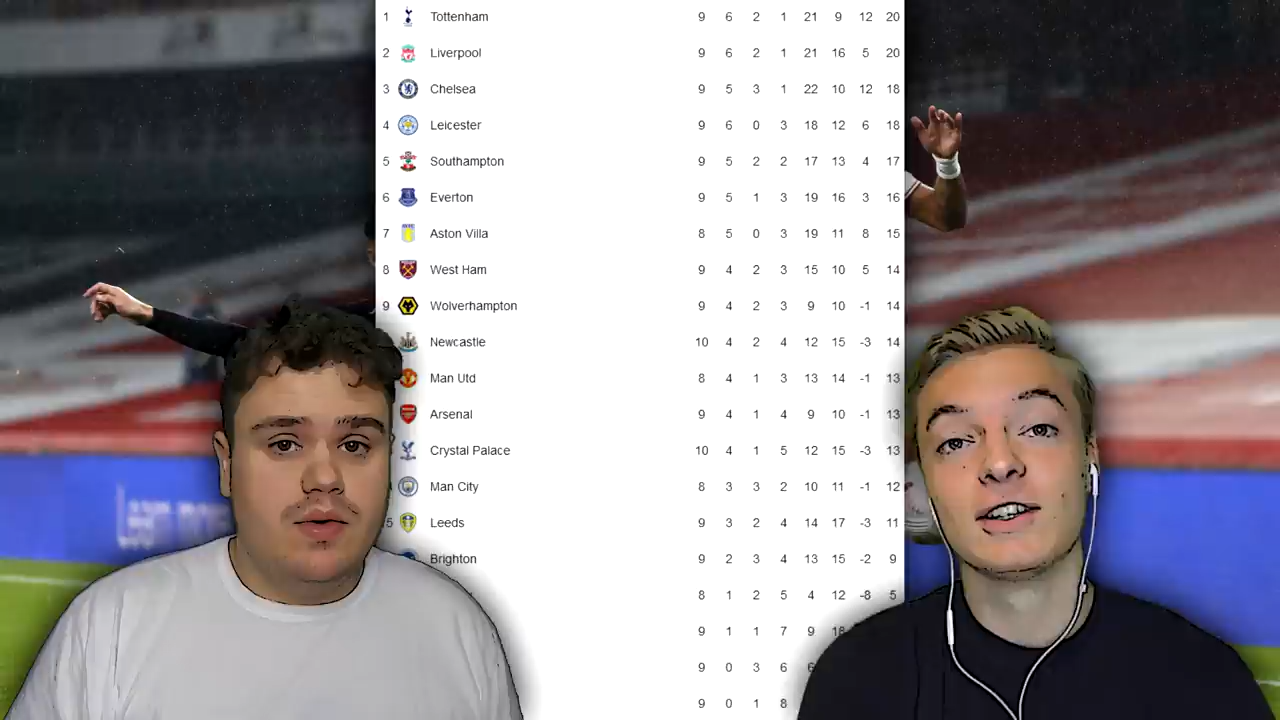 1 Tottenham 9 6 2 1 21 9 12 20
2 Liverpool 9 6 2 1 21 16 5 20
3 Chelsea 9 5 3 1 22 10 12 18
4 Leicester 9 6 0 3 18 12 6 18
5 Southampton 9 5 2 2 17 13 4 17
6 Everton 9 5 1 3 19 16 3 16
7 Aston Villa 8 5 0 3 19 11 8 15
8 West Ham 9 4 2 3 15 10 5 14
9 Wolverhampton 9 4 2 3 9 10 -1 14
Newcastle 10 4 2 4 12 15 -3 14
Man Utd 8 4 1 3 13 14 -1 13
Arsenal 9 4 1 4 9 10 -1 13
Crystal Palace 10 4 1 5 12 15 -3 13
Man City 8 3 3 2 10 11 -1 12
5 Leeds 9 3 2 4 14 17 -3 11
Brighton 9 2 3 4 13 15 -2 9
8 1 2 5 4 12 -8 5
9 1 1 7 9
9 0 3 6
9 0 1 8